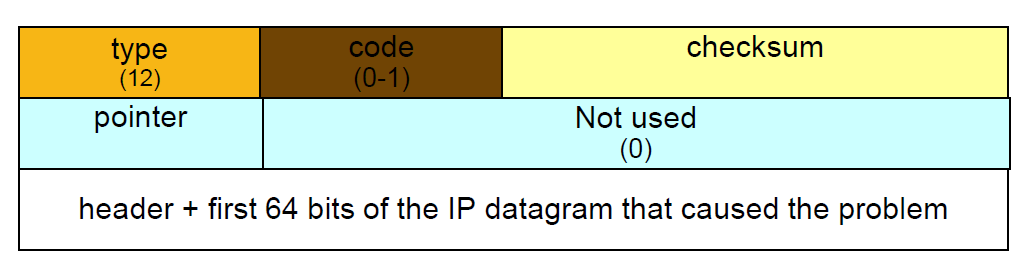 type code checksum
(12) (0-1)
pointer Not used
(0)
header + first 64 bits of the IP datagram that caused the problem